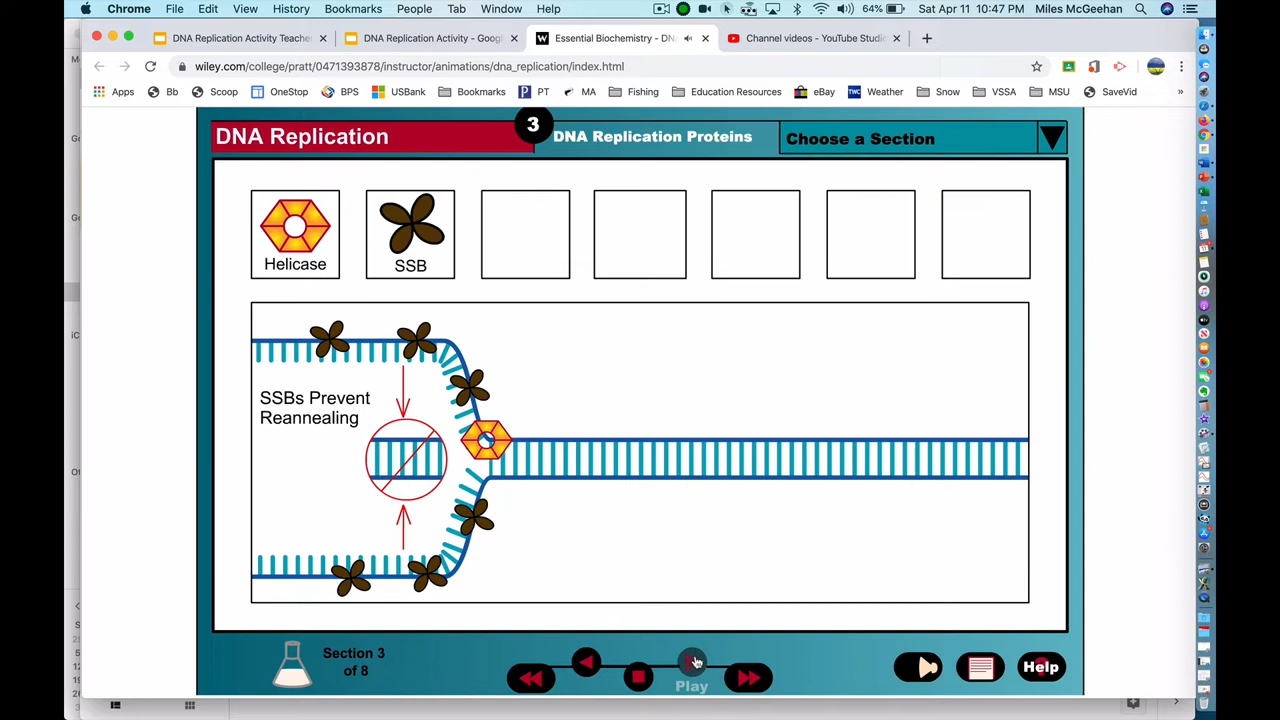 Chrome File Edit View History Bookmarks People Tab Window Help 64% Sat Apr 11 10:47 PM Miles McGeehan
DNA Replication Activity Teache DNA Replication Activity - Goog Essential Biochemistry - DNA Channel videos - YouTube Studi
wiley.com/college/pratt/0471393878/instructor/animations/dna_replication/index.html
Apps Bb Scoop OneStop BPS USBank Bookmarks PT MA Fishing Education Resources eBay Weather Snow VSSA MSU SaveVid »
DNA Replication 3 DNA Replication Proteins Choose a Section
Helicase SSB
SSBs Prevent
Reannealing
Section 3
of 8
Play
Help